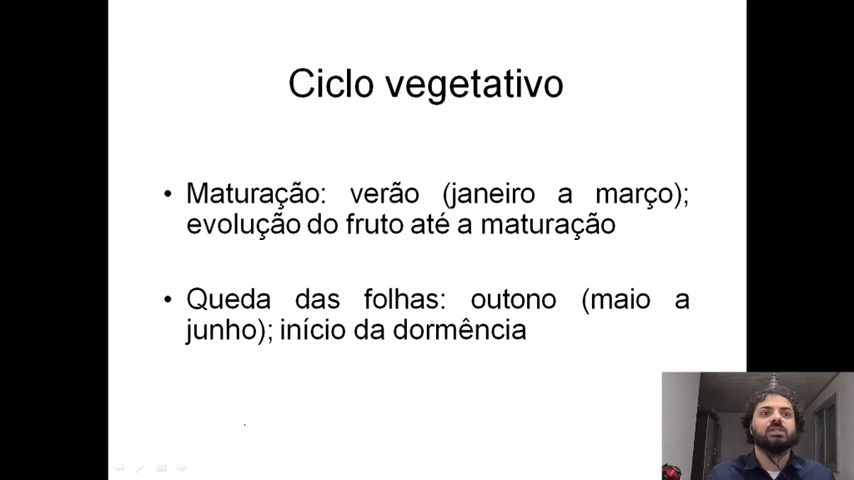 Ciclo vegetativo
• Maturação: verão (janeiro a março);
evolução do fruto até a maturação
• Queda das folhas: outono (maio a
junho); início da dormência